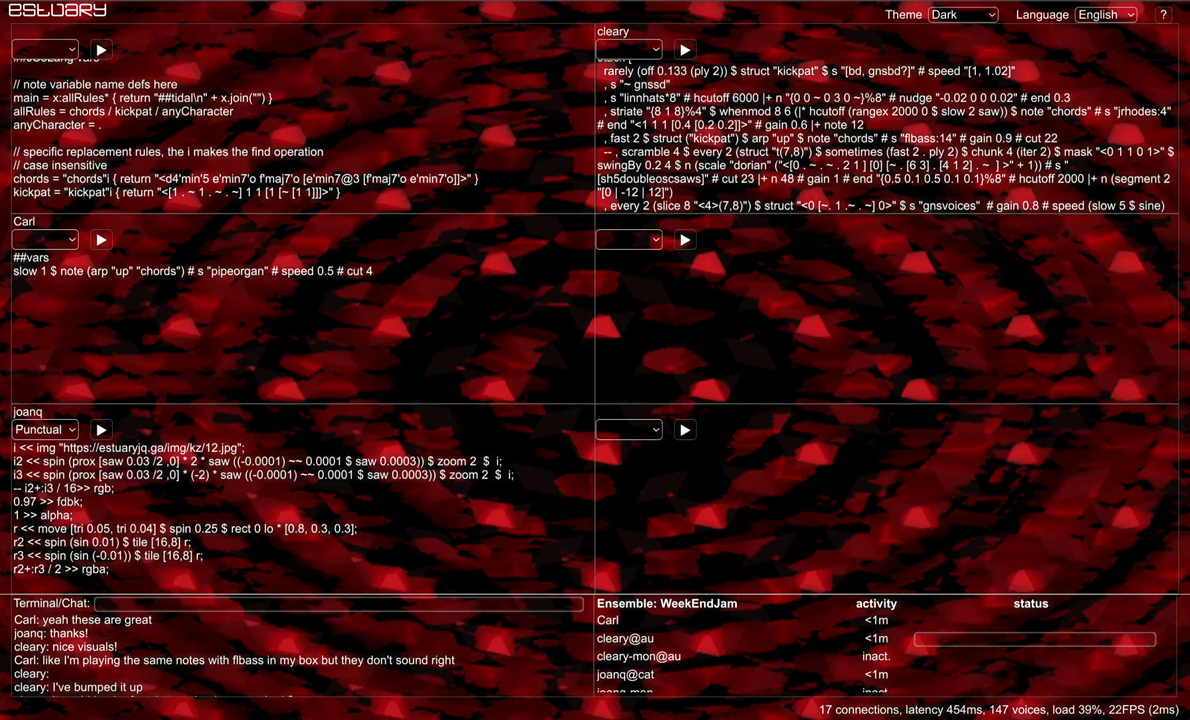 estuary
Theme Dark Language English ?
// note variable name defs here
main = x:allRules* { return "##tidal\n" + x.join("") }
allRules = chords / kickpat / anyCharacter
anyCharacter = .
// specific replacement rules, the i makes the find operation
// case insensitive
chords = "chords"i { return "<d4'min'5 e'min7'o f'maj7'o [e'min7@3 [f'maj7'o e'min7'o]]>" }
kickpat = "kickpat"i { return "<[1 . ~ 1 . ~ . ~] 1 1 [1 [~ [1 1]]]>" }
cleary
rarely (off 0.133 (ply 2)) $ struct "kickpat" $ s "[bd, gnsbd?]" # speed "[1, 1.02]"
, s "~ gnssd"
, s "linnhats*8" # hcutoff 6000 |+ n "{0 0 ~ 0 3 0 ~}%8" # nudge "-0.02 0 0 0.02" # end 0.3
, striate "{8 1 8}%4" $ whenmod 8 6 (|* hcutoff (rangex 2000 0 $ slow 2 saw)) $ note "chords" # s "jrhodes:4"
# end "<1 1 1 [0.4 [0.2 0.2]]>" # gain 0.6 |+ note 12
, fast 2 $ struct ("kickpat") $ arp "up" $ note "chords" # s "flbass:14" # gain 0.9 # cut 22
-- , scramble 4 $ every 2 (struct "t(7,8)") $ sometimes (fast 2 . ply 2) $ chunk 4 (iter 2) $ mask "<0 1 1 0 1>" $
swingBy 0.2 4 $ n (scale "dorian" ("<[0 . ~ . ~ . 2 1 ] [0] [~ . [6 3] . [4 1 2] . ~ ] >" + 1)) # s "
[sh5doubleoscsaws]" # cut 23 |+ n 48 # gain 1 # end "{0.5 0.1 0.5 0.1 0.1}%8" # hcutoff 2000 |+ n (segment 2
"[0 | -12 | 12]")
, every 2 (slice 8 "<4>(7,8)") $ struct "<0 [~. 1 .~ . ~] 0>" $ s "gnsvoices" # gain 0.8 # speed (slow 5 $ sine)
Carl
##vars
slow 1 $ note (arp "up" "chords") # s "pipeorgan" # speed 0.5 # cut 4
joanq
Punctual
i << img "https://estuaryjq.ga/img/kz/12.jpg";
i2 << spin (prox [saw 0.03 /2 ,0] * 2 * saw ((-0.0001) ~~ 0.0001 $ saw 0.0003)) $ zoom 2 $ i;
i3 << spin (prox [saw 0.03 /2 ,0] * (-2) * saw ((-0.0001) ~~ 0.0001 $ saw 0.0003)) $ zoom 2 $ i;
-- i2+:i3 / 16>> rgb;
0.97 >> fdbk;
1 >> alpha;
r << move [tri 0.05, tri 0.04] $ spin 0.25 $ rect 0 lo * [0.8, 0.3, 0.3];
r2 << spin (sin 0.01) $ tile [16,8] r;
r3 << spin (sin (-0.01)) $ tile [16,8] r;
r2+:r3 / 2 >> rgba;
Terminal/Chat:
Carl: yeah these are great
joanq: thanks!
cleary: nice visuals!
Carl: like I'm playing the same notes with flbass in my box but they don't sound right
cleary:
cleary: I've bumped it up
Ensemble: WeekEndJam activity status
Carl <1m
cleary@au <1m
cleary-mon@au inact.
joanq@cat <1m
17 connections, latency 454ms, 147 voices, load 39%, 22FPS (2ms)